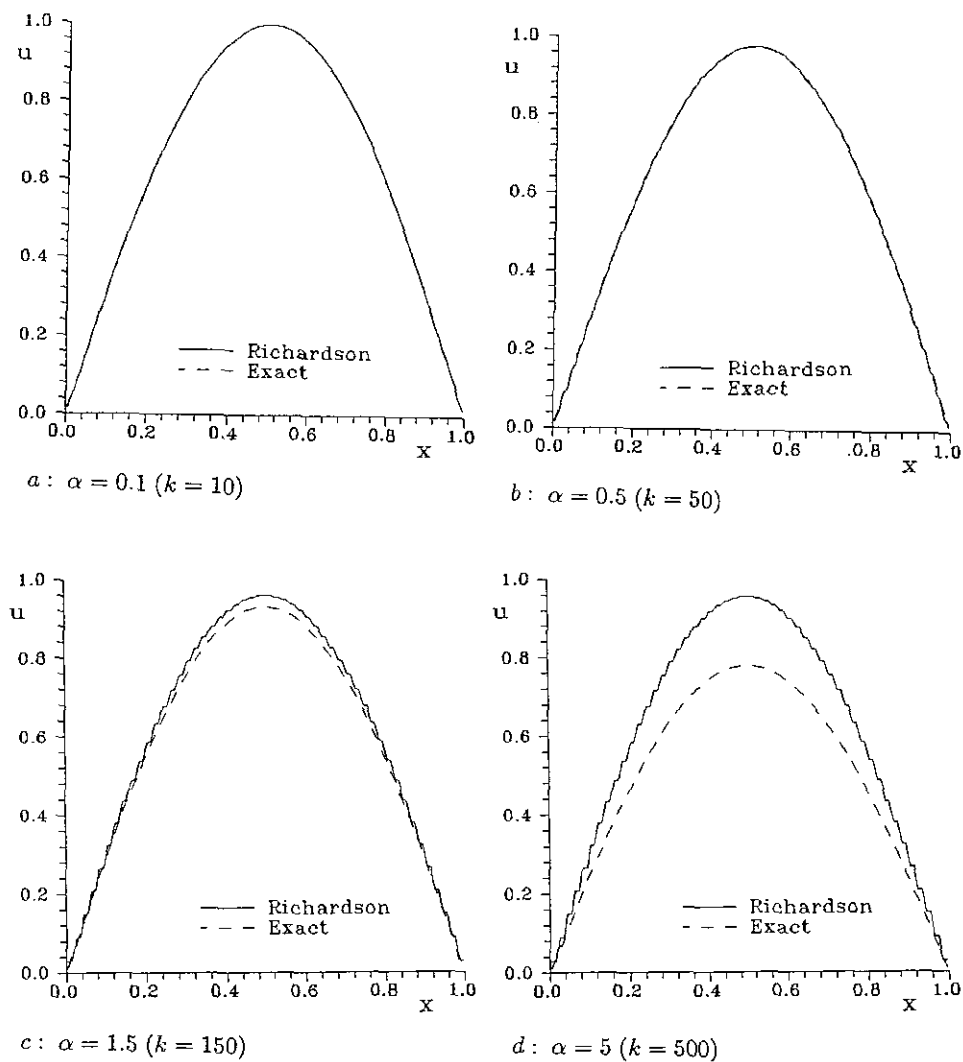 1.0
u
0.8
0.6
0.4
0.2
0.0
Richardson
Exact
0.0 0.2 0.4 0.6 0.8 1.0
x
a : α = 0.1 (k = 10)
1.0
u
0.8
0.6
0.4
0.2
0.0
Richardson
Exact
0.0 0.2 0.4 0.6 0.8 1.0
x
b : α = 0.5 (k = 50)
1.0
u
0.8
0.6
0.4
0.2
0.0
Richardson
Exact
0.0 0.2 0.4 0.6 0.8 1.0
x
c : α = 1.5 (k = 150)
1.0
u
0.8
0.6
0.4
0.2
0.0
Richardson
Exact
0.0 0.2 0.4 0.6 0.8 1.0
x
d : α = 5 (k = 500)